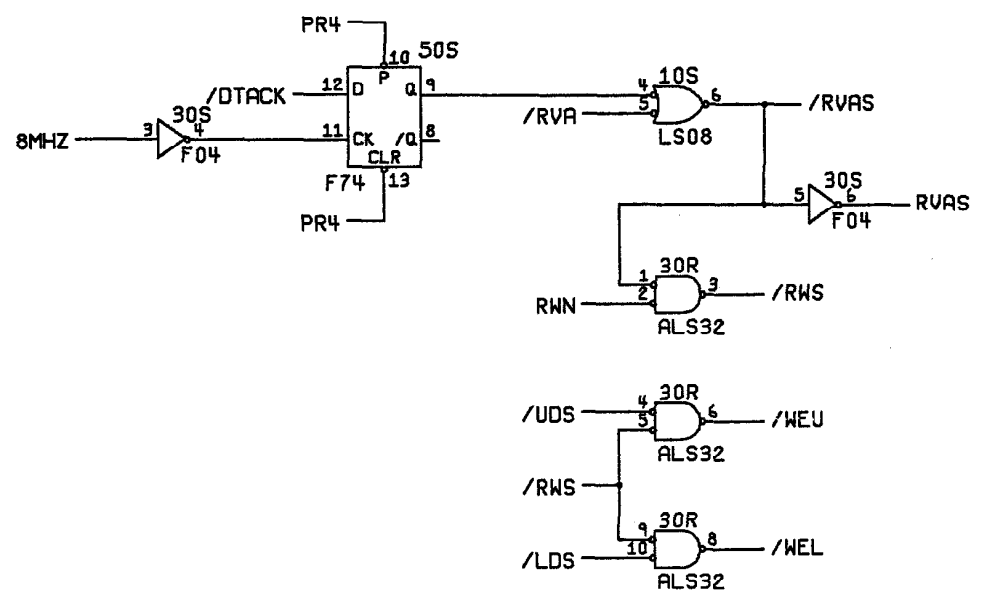 PR4
10 50S
P
/DTACK 12 D Q 9
8MHZ 3 30S 4 F04
11 CK /Q 8
CLR
F74 13
PR4
4 10S 6 /RVAS
/RVA 5
LS08
5 30S 6 RVAS
F04
1 30R 3 /RWS
RWN 2
ALS32
/UDS 4 30R 6 /WEU
5
ALS32
/RWS
9 30R 8 /WEL
/LDS 10
ALS32